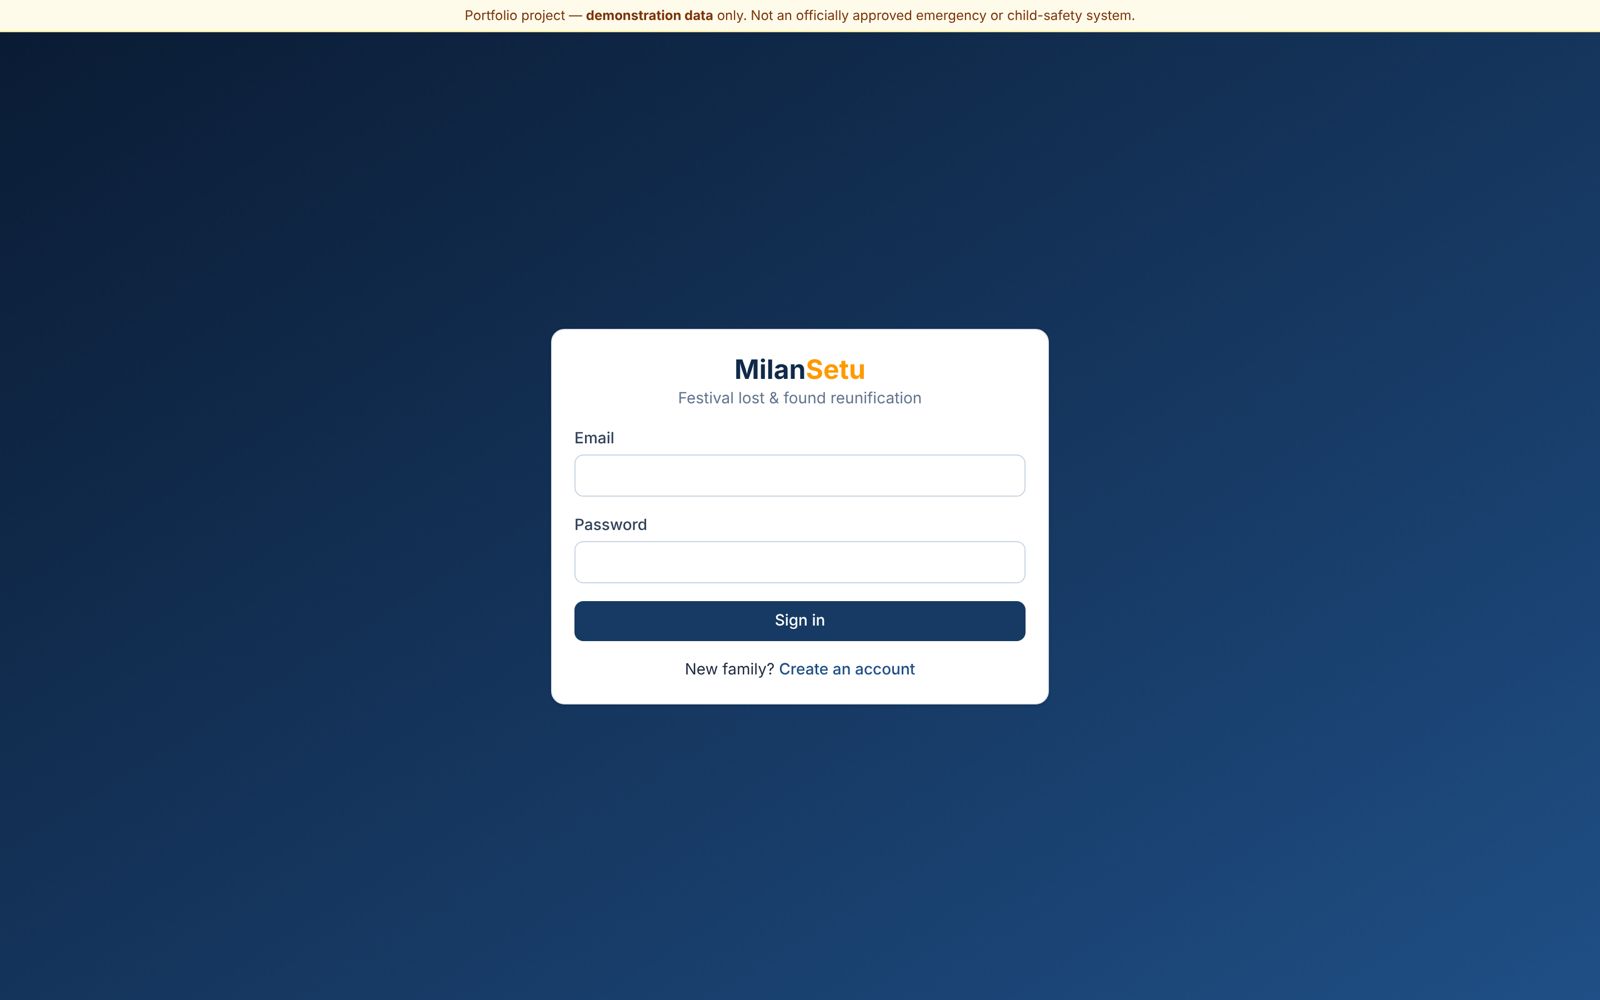 Portfolio project — demonstration data only. Not an officially approved emergency or child-safety system.
MilanSetu
Festival lost & found reunification
Email
Password
Sign in
New family? Create an account